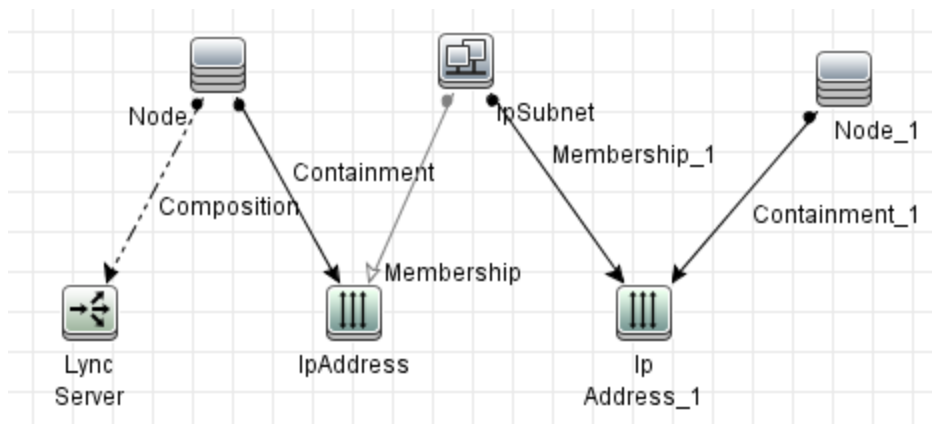 Node
IpSubnet
Node_1
Membership_1
Containment
Composition
Containment_1
Membership
Lync
Server
IpAddress
Ip
Address_1